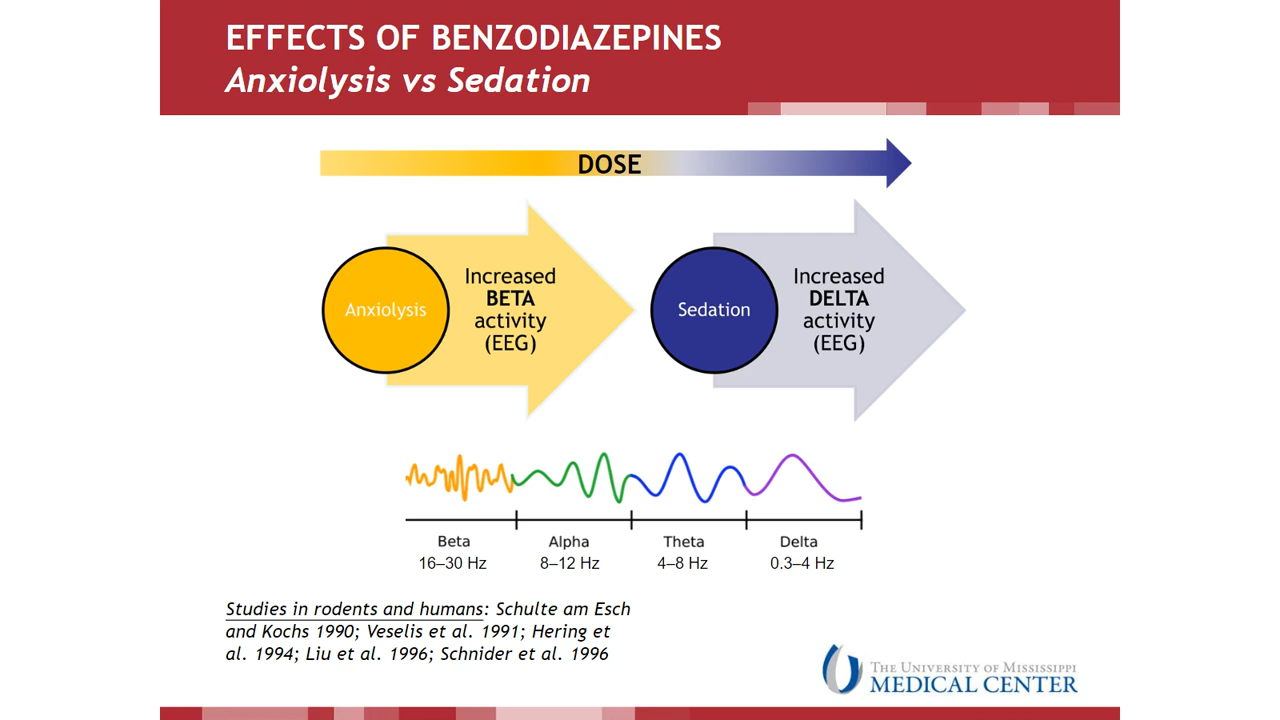 EFFECTS OF BENZODIAZEPINES
Anxiolysis vs Sedation
DOSE
Anxiolysis
Increased
BETA
activity
(EEG)
Sedation
Increased
DELTA
activity
(EEG)
Beta
Alpha
Theta
Delta
16–30 Hz
8–12 Hz
4–8 Hz
0.3–4 Hz
Studies in rodents and humans: Schulte am Esch
and Kochs 1990; Veselis et al. 1991; Hering et
al. 1994; Liu et al. 1996; Schnider et al. 1996
THE UNIVERSITY OF MISSISSIPPI
MEDICAL CENTER